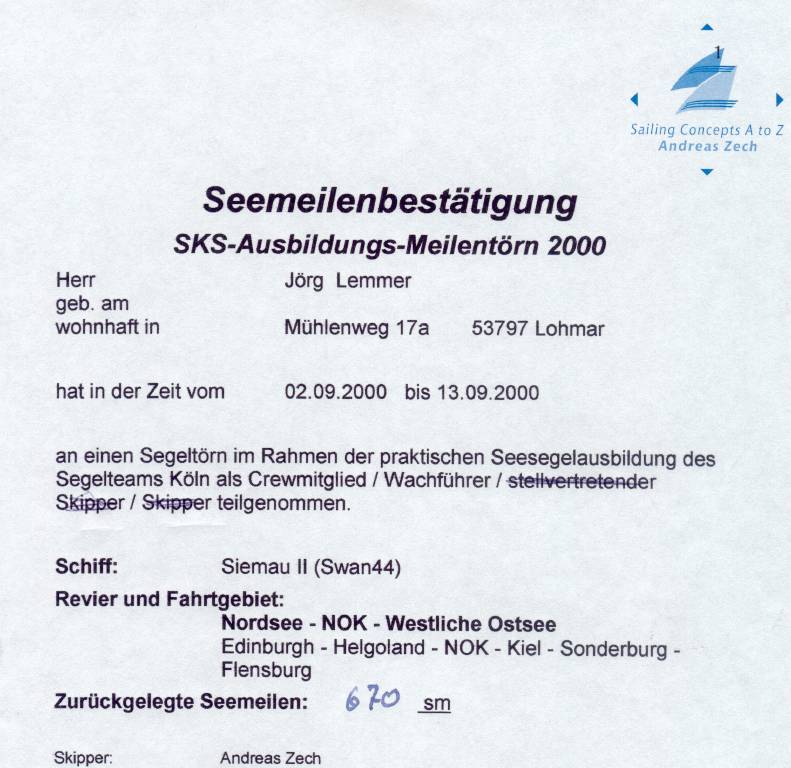 1
Sailing Concepts A to Z
Andreas Zech
Seemeilenbestätigung
SKS-Ausbildungs-Meilentörn 2000
Herr Jörg Lemmer
geb. am
wohnhaft in Mühlenweg 17a 53797 Lohmar
hat in der Zeit vom 02.09.2000 bis 13.09.2000
an einen Segeltörn im Rahmen der praktischen Seesegelausbildung des
Segelteams Köln als Crewmitglied / Wachführer / stellvertretender
Skipper / Skipper teilgenommen.
Schiff: Siemau II (Swan44)
Revier und Fahrtgebiet:
Nordsee - NOK - Westliche Ostsee
Edinburgh - Helgoland - NOK - Kiel - Sonderburg -
Flensburg
Zurückgelegte Seemeilen: 670 sm
Skipper: Andreas Zech